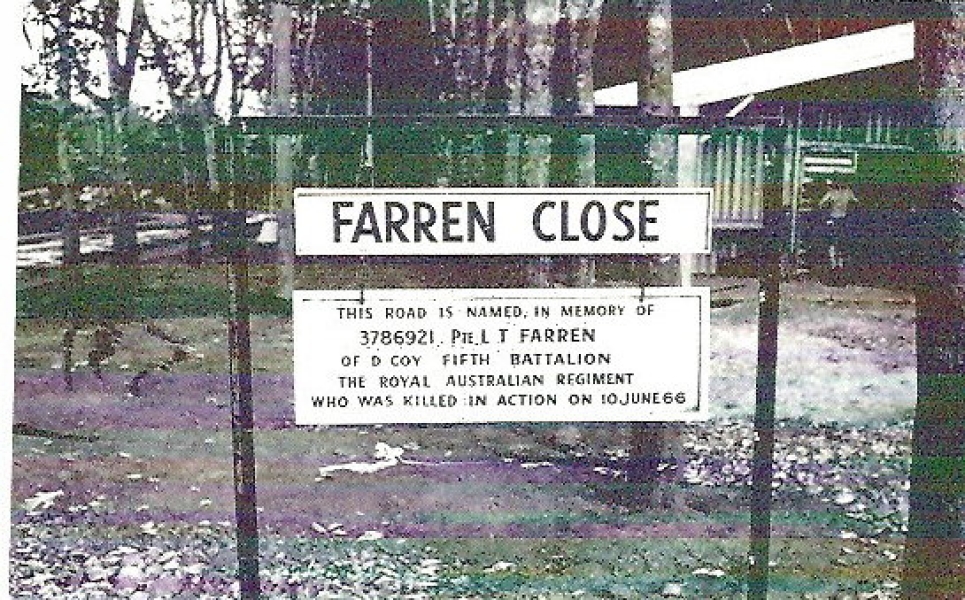 FARREN CLOSE
THIS ROAD IS NAMED, IN MEMORY OF
3786921. PTE L T FARREN
OF D COY FIFTH BATTALION
THE ROYAL AUSTRALIAN REGIMENT
WHO WAS KILLED IN ACTION ON 10,JUNE 66